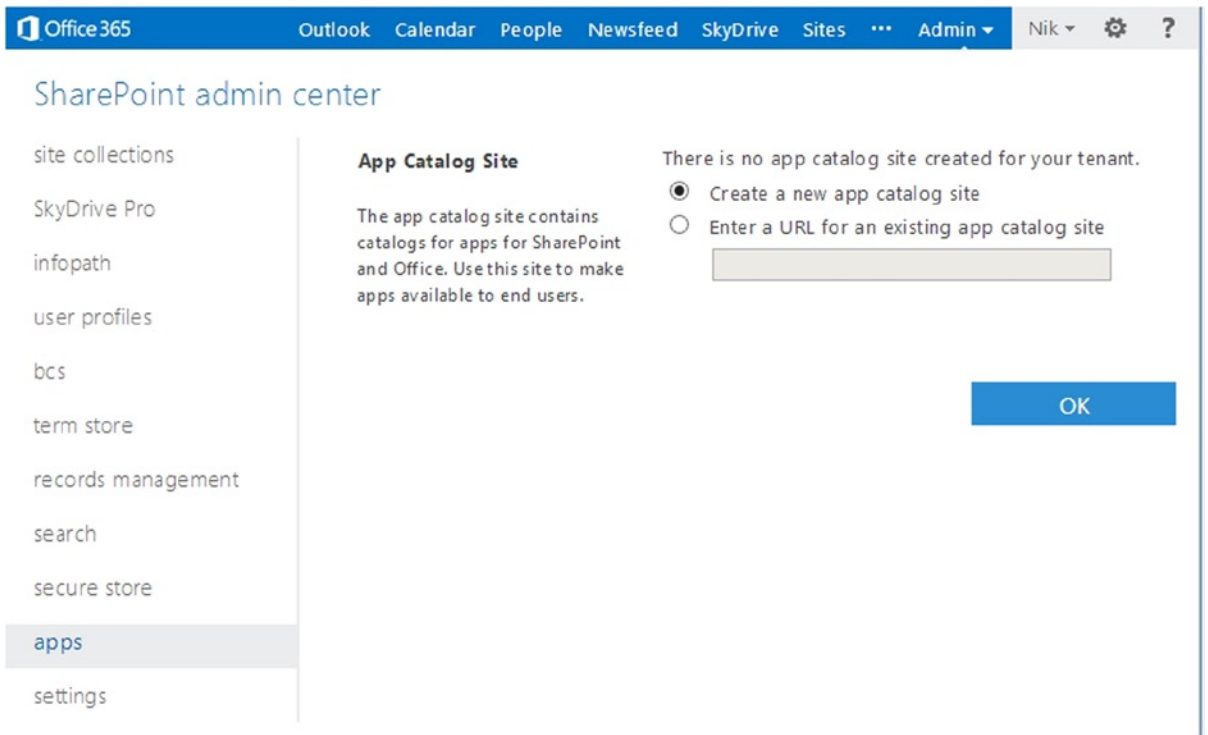 Office 365
Outlook Calendar People Newsfeed SkyDrive Sites ··· Admin Nik ?
SharePoint admin center
site collections
SkyDrive Pro
infopath
user profiles
bcs
term store
records management
search
secure store
apps
settings
App Catalog Site
The app catalog site contains
catalogs for apps for SharePoint
and Office. Use this site to make
apps available to end users.
There is no app catalog site created for your tenant.
Create a new app catalog site
Enter a URL for an existing app catalog site
OK